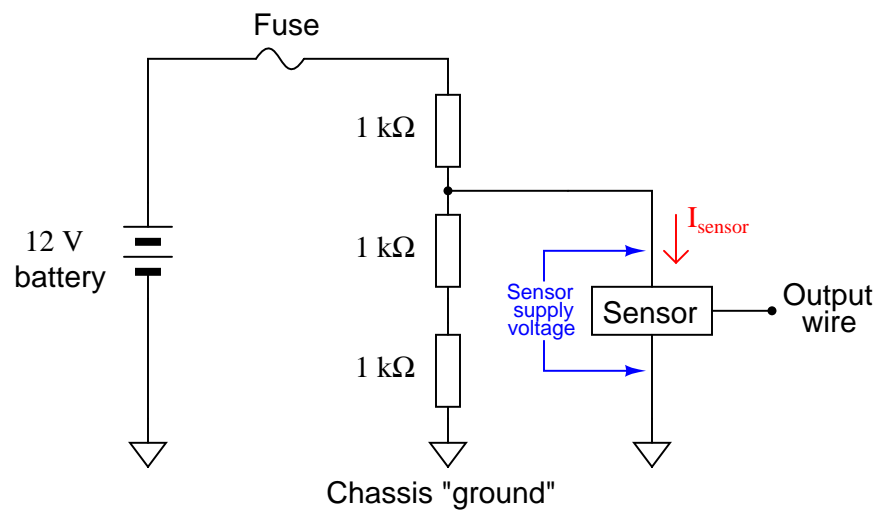 Fuse
1 kΩ
12 V
battery
1 kΩ
1 kΩ
Sensor
supply
voltage
I_sensor
Sensor
Output
wire
Chassis "ground"